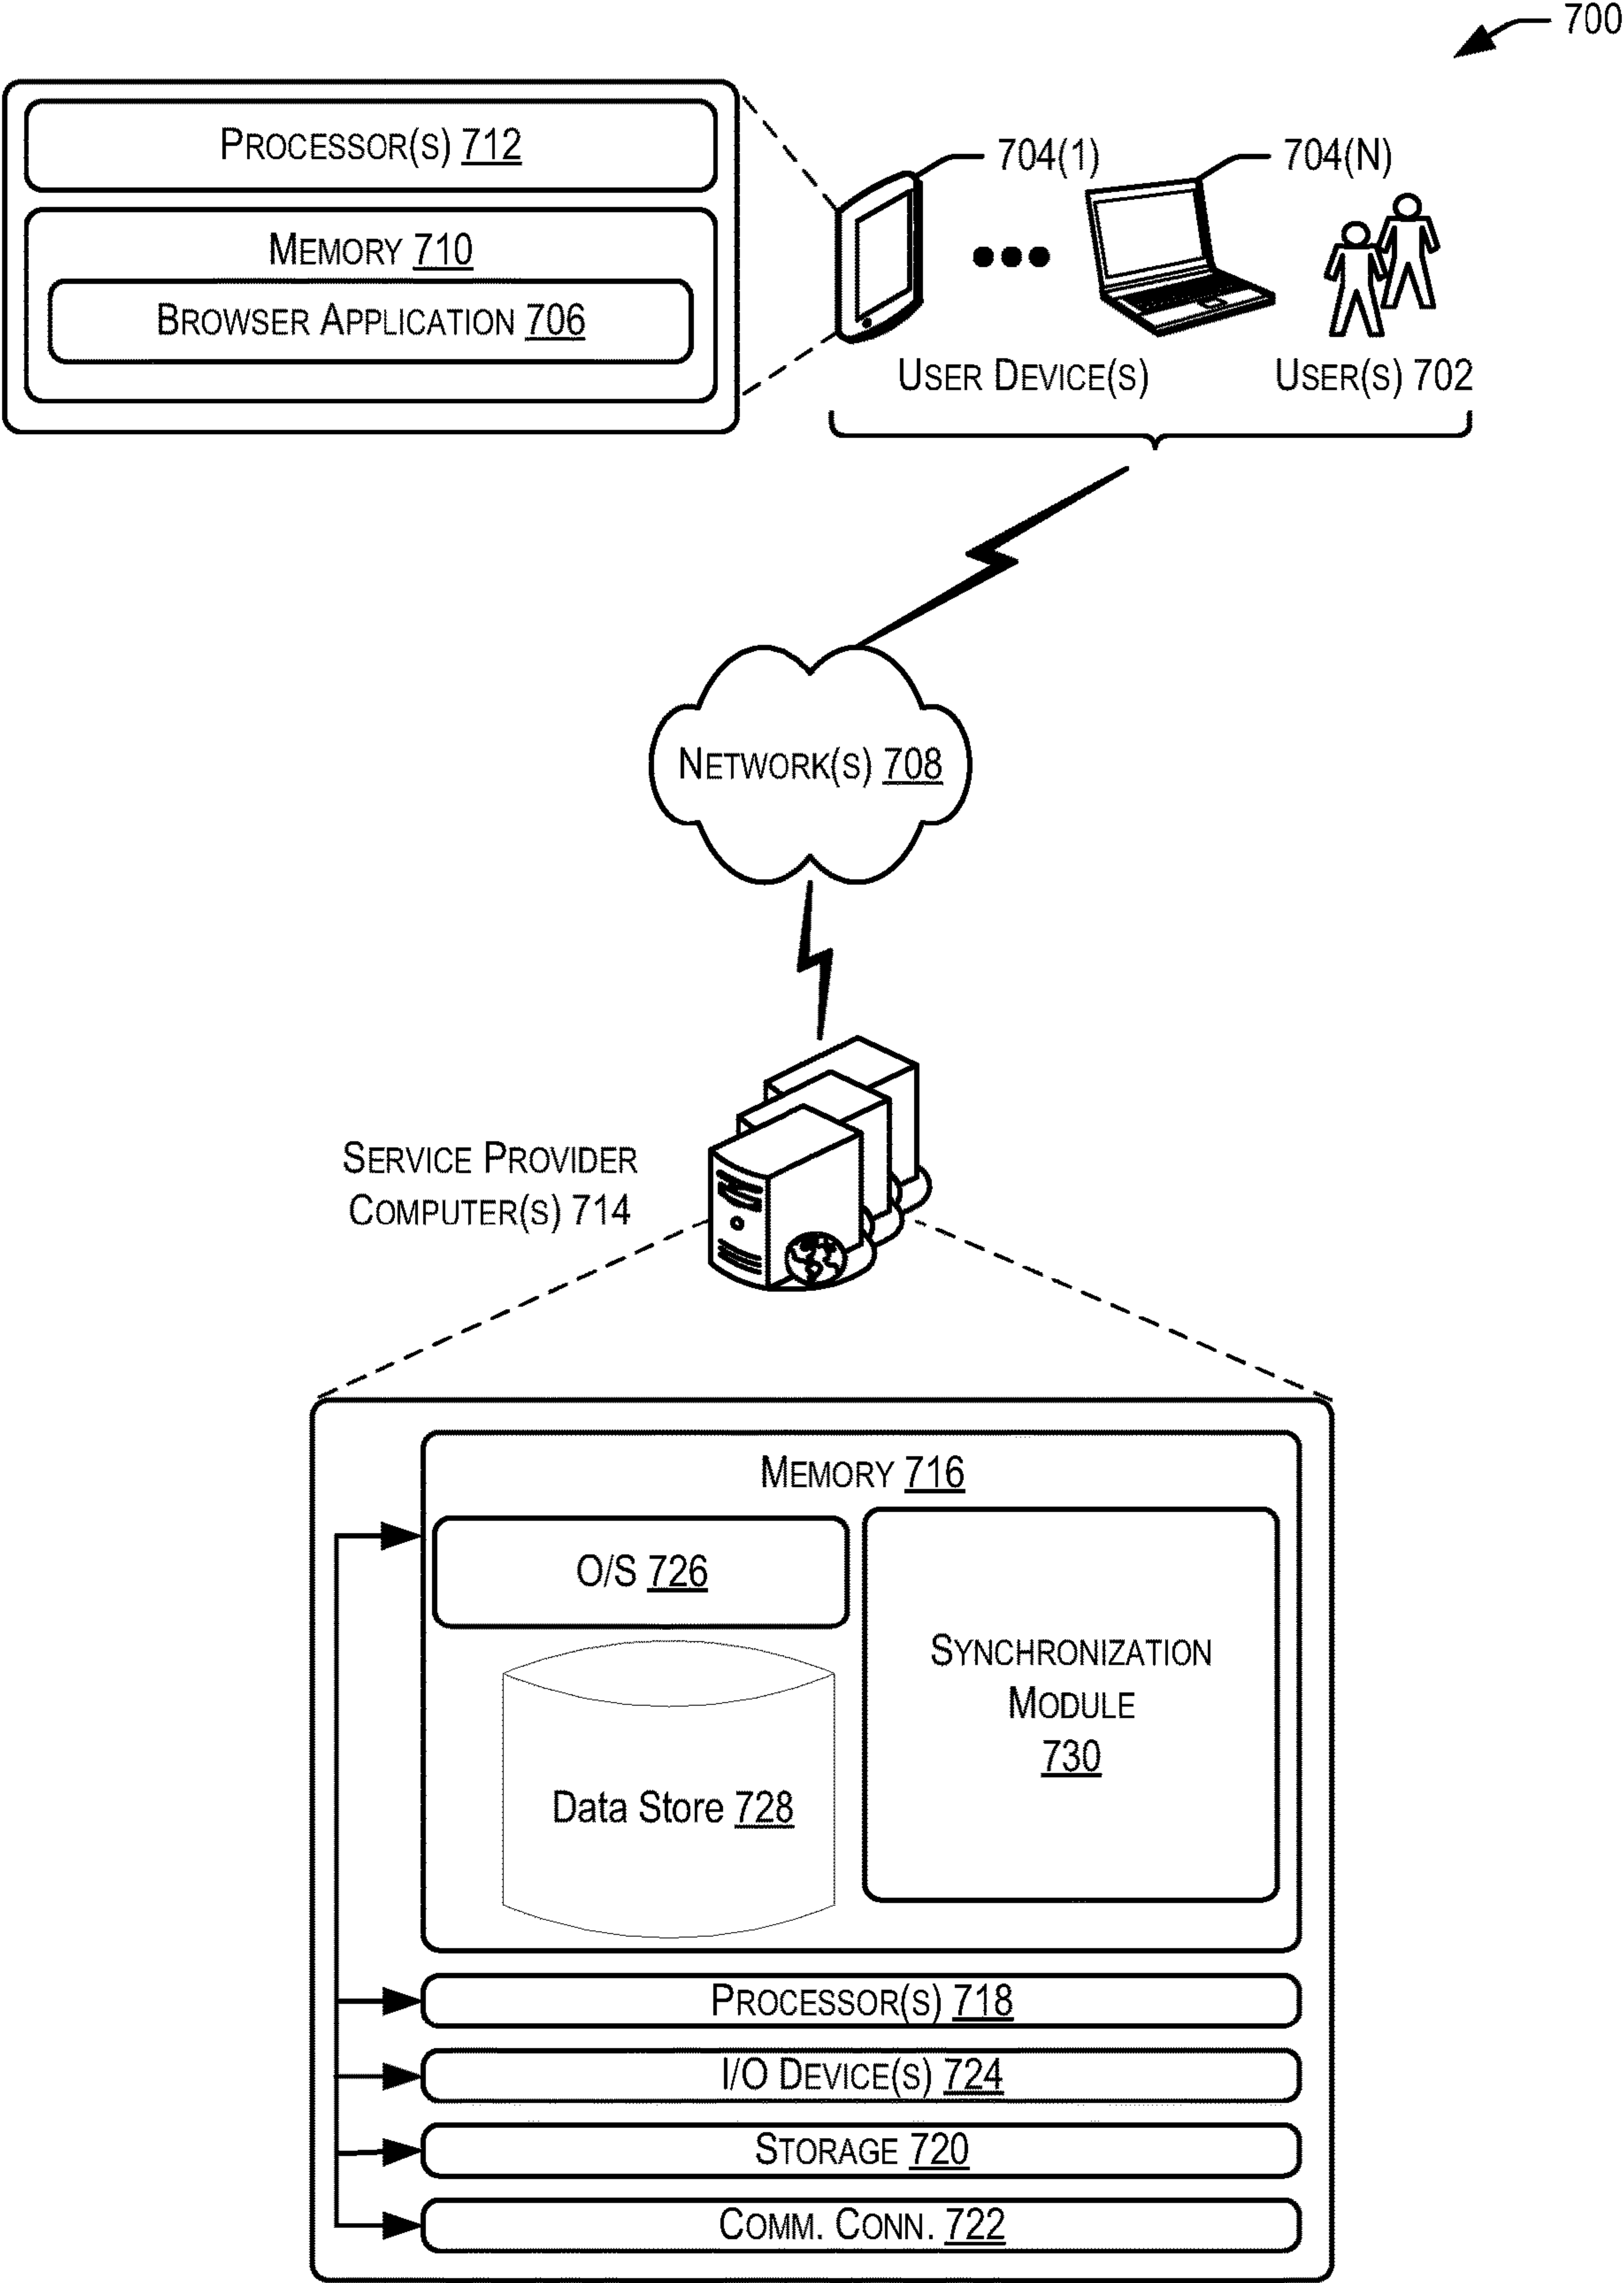 700
PROCESSOR(S) 712
MEMORY 710
BROWSER APPLICATION 706
704(1)
704(N)
USER DEVICE(S)
USER(S) 702
NETWORK(S) 708
SERVICE PROVIDER
COMPUTER(S) 714
MEMORY 716
O/S 726
SYNCHRONIZATION
MODULE
730
Data Store 728
PROCESSOR(S) 718
I/O DEVICE(S) 724
STORAGE 720
COMM. CONN. 722